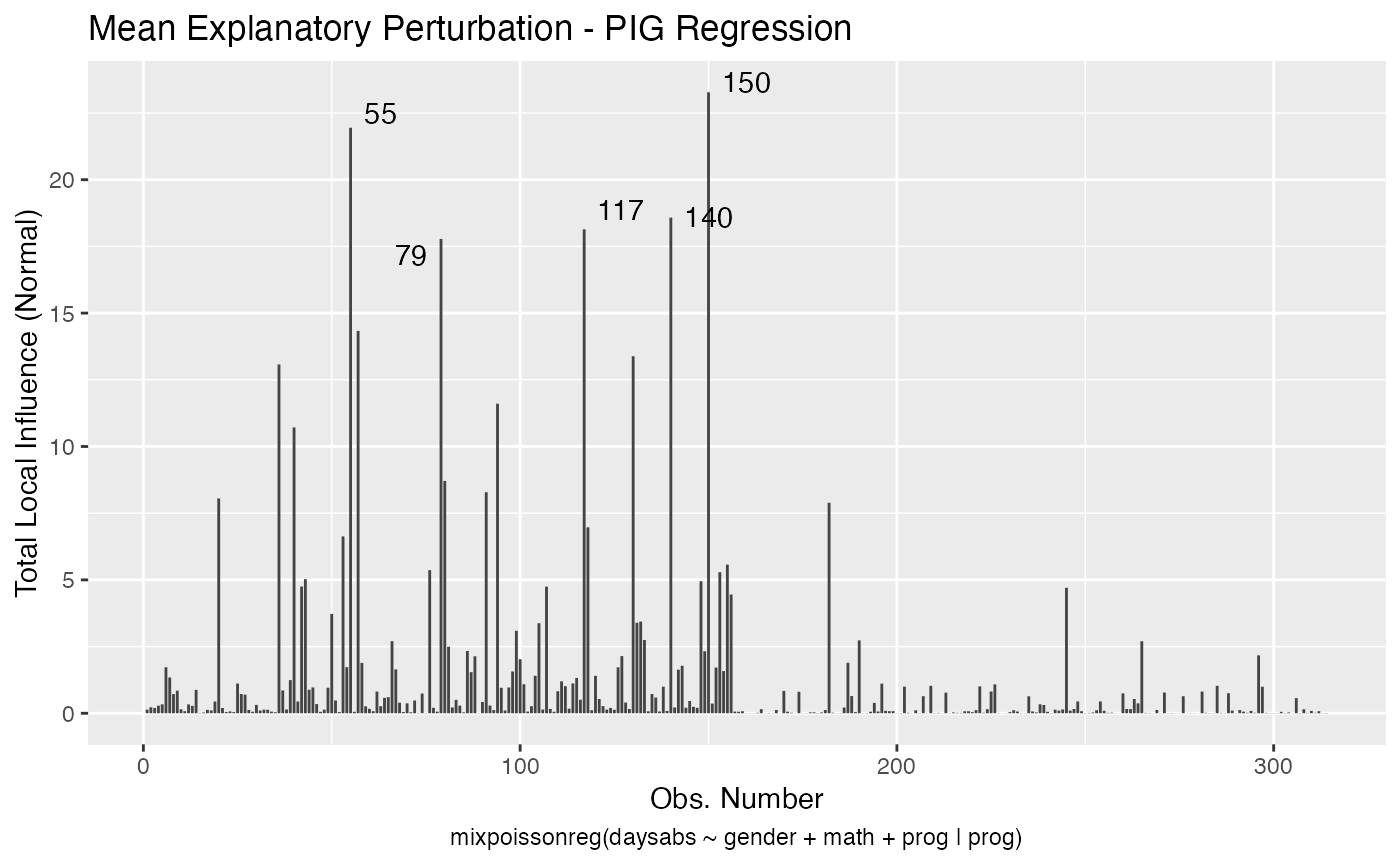 Mean Explanatory Perturbation - PIG Regression
150
55
117
140
79
20
15
10
5
0
Total Local Influence (Normal)
0 100 200 300
Obs. Number
mixpoissonreg(daysabs ~ gender + math + prog | prog)